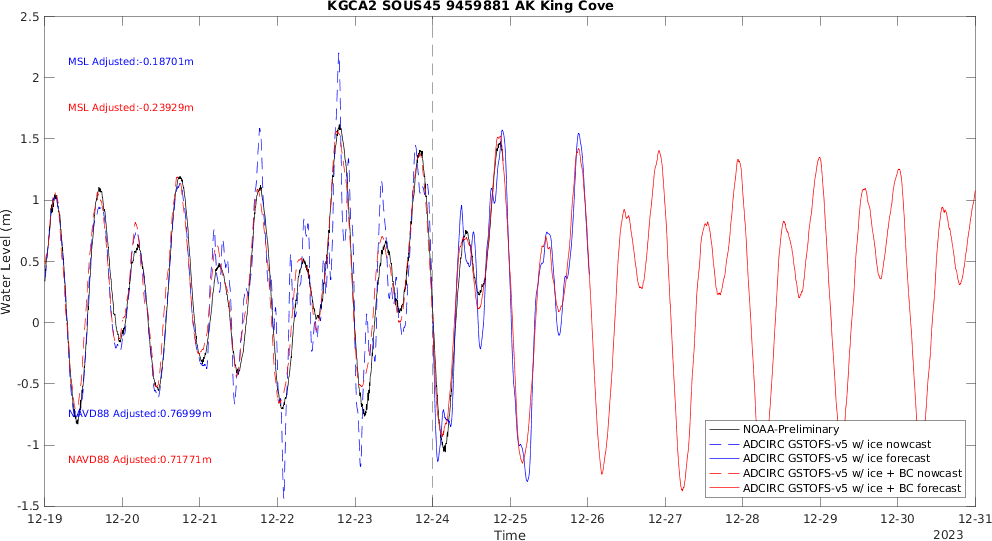 KGCA2 SOUS45 9459881 AK King Cove
Water Level (m)
2.5
2
1.5
1
0.5
0
-0.5
-1
-1.5
MSL Adjusted:-0.18701m
MSL Adjusted:-0.23929m
NAVD88 Adjusted:0.76999m
NAVD88 Adjusted:0.71771m
NOAA-Preliminary
ADCIRC GSTOFS-v5 w/ ice nowcast
ADCIRC GSTOFS-v5 w/ ice forecast
ADCIRC GSTOFS-v5 w/ ice + BC nowcast
ADCIRC GSTOFS-v5 w/ ice + BC forecast
12-19 12-20 12-21 12-22 12-23 12-24 12-25 12-26 12-27 12-28 12-29 12-30 12-31
Time
2023